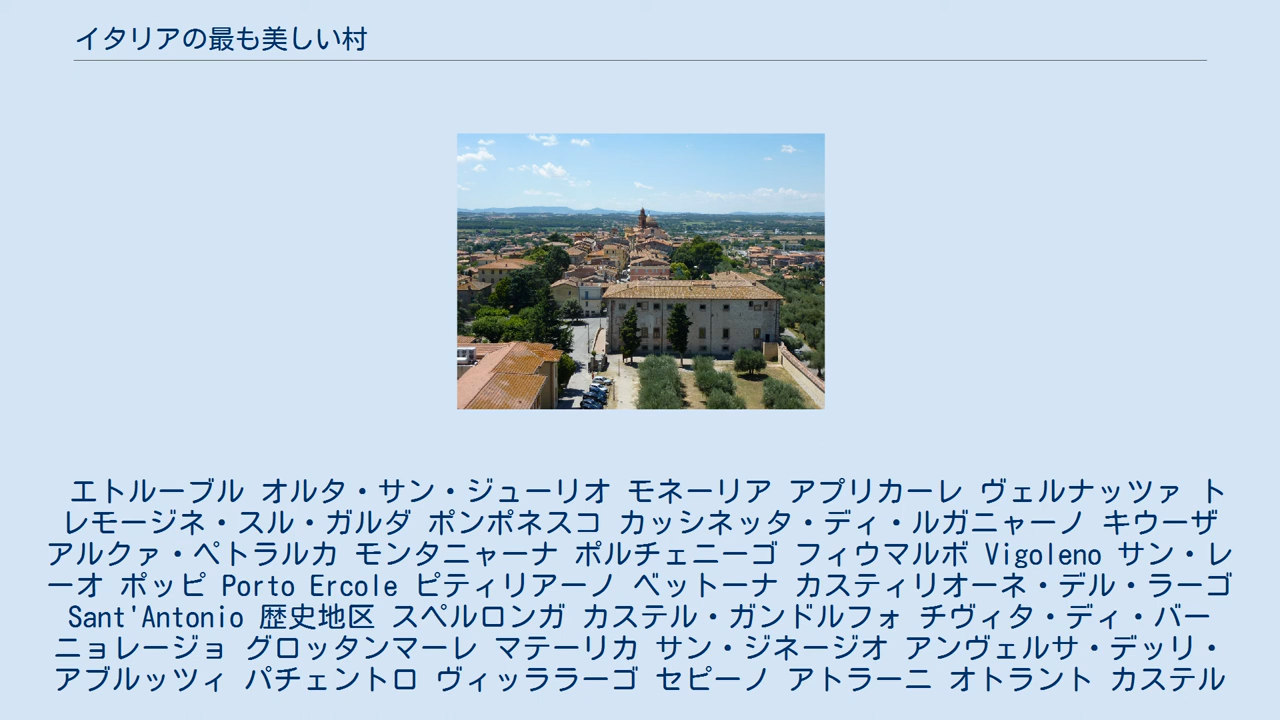 イタリアの最も美しい村
エトルーブル オルタ・サン・ジューリオ モネーリア アプリカーレ ヴェルナッツァ ト
レモージネ・スル・ガルダ ポンポネスコ カッシネッタ・ディ・ルガニャーノ キウーザ
アルクァ・ペトラルカ モンタニャーナ ポルチェニーゴ フィウマルボ Vigoleno サン・レ
ーオ ポッピ Porto Ercole ピティリアーノ ベットーナ カスティリオーネ・デル・ラーゴ
Sant'Antonio 歴史地区 スペルロンガ カステル・ガンドルフォ チヴィタ・ディ・バー
ニョレージョ グロッタンマーレ マテーリカ サン・ジネージオ アンヴェルサ・デッリ・
アブルッツィ パチェントロ ヴィッララーゴ セピーノ アトラーニ オトラント カステル